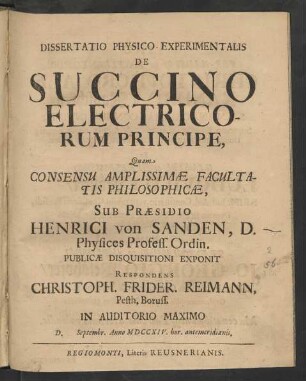 DISSERTATIO PHYSICO-EXPERIMENTALIS
DE
SUCCINO
ELECTRICO-
RUM PRINCIPE,
Quam
CONSENSU AMPLISSIMÆ FACULTA-
TIS PHILOSOPHICÆ,
SUB PRÆSIDIO
HENRICI von SANDEN, D.
Physices Profess. Ordin.
PUBLICÆ DISQUISITIONI EXPONIT
RESPONDENS
CHRISTOPH. FRIDER. REIMANN,
Pesth, Boruss.
IN AUDITORIO MAXIMO
D. Septembr. Anno MDCCXIV. hor. antemeridianis.
REGIOMONTI, Literis REUSNERIANIS.